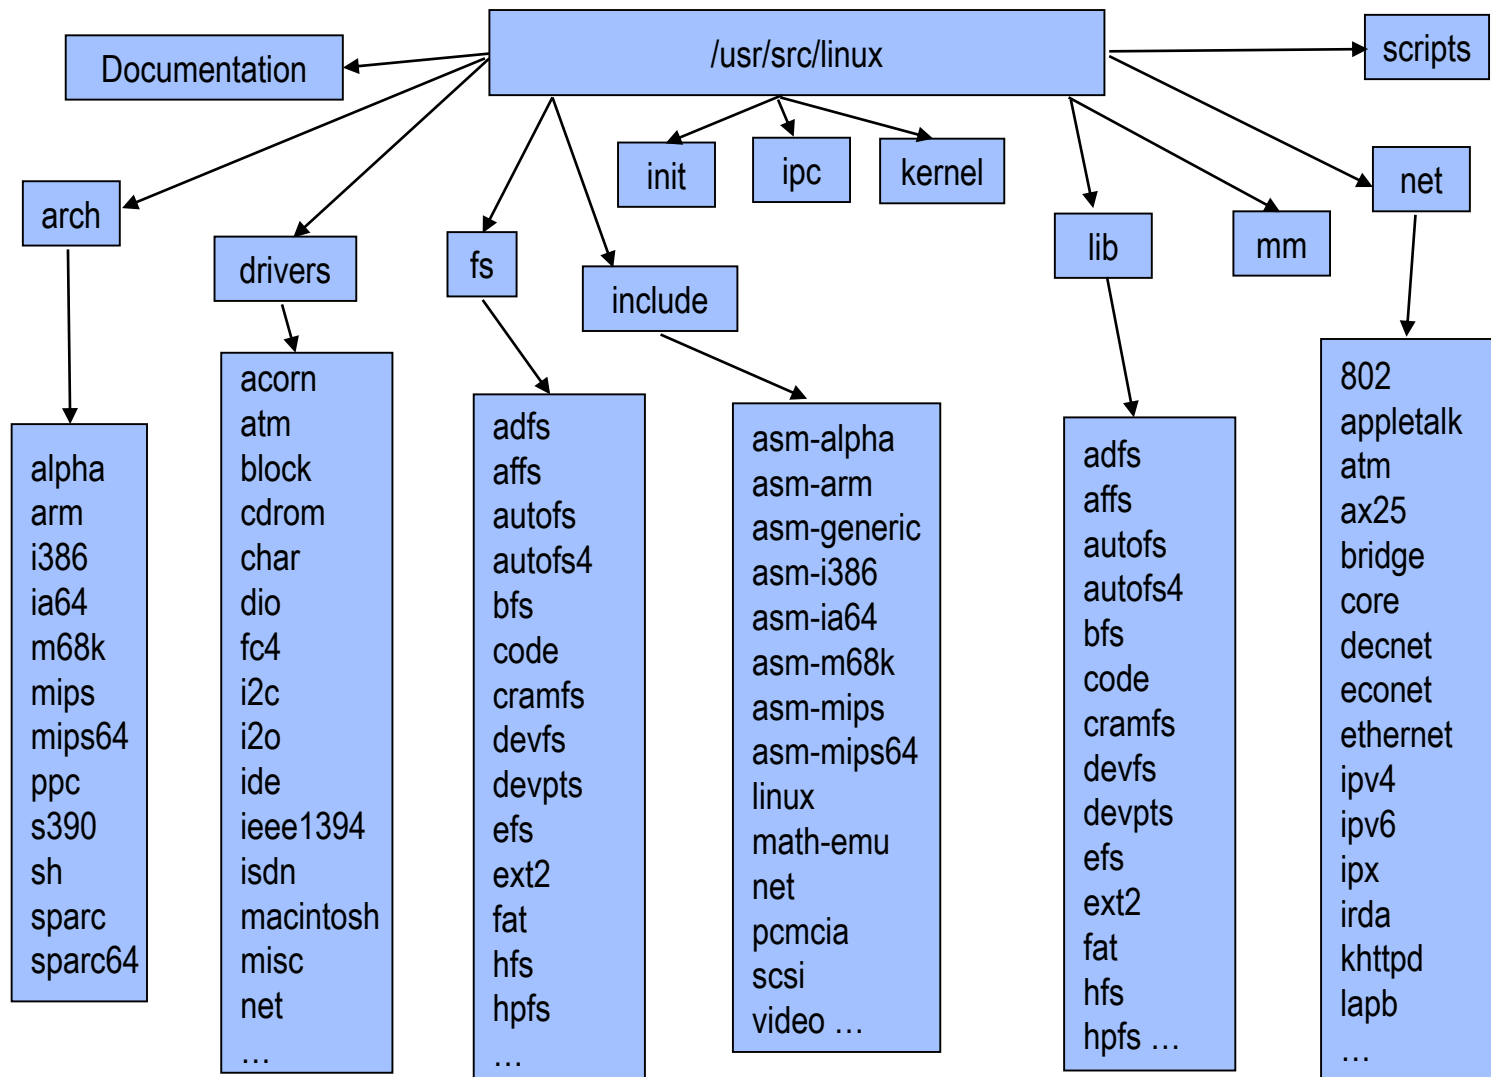 /usr/src/linux
Documentation
scripts
init
ipc
kernel
net
arch
drivers
fs
include
lib
mm
alpha
arm
i386
ia64
m68k
mips
mips64
ppc
s390
sh
sparc
sparc64
acorn
atm
block
cdrom
char
dio
fc4
i2c
i2o
ide
ieee1394
isdn
macintosh
misc
net
…
adfs
affs
autofs
autofs4
bfs
code
cramfs
devfs
devpts
efs
ext2
fat
hfs
hpfs
…
asm-alpha
asm-arm
asm-generic
asm-i386
asm-ia64
asm-m68k
asm-mips
asm-mips64
linux
math-emu
net
pcmcia
scsi
video …
adfs
affs
autofs
autofs4
bfs
code
cramfs
devfs
devpts
efs
ext2
fat
hfs
hpfs …
802
appletalk
atm
ax25
bridge
core
decnet
econet
ethernet
ipv4
ipv6
ipx
irda
khttpd
lapb
…